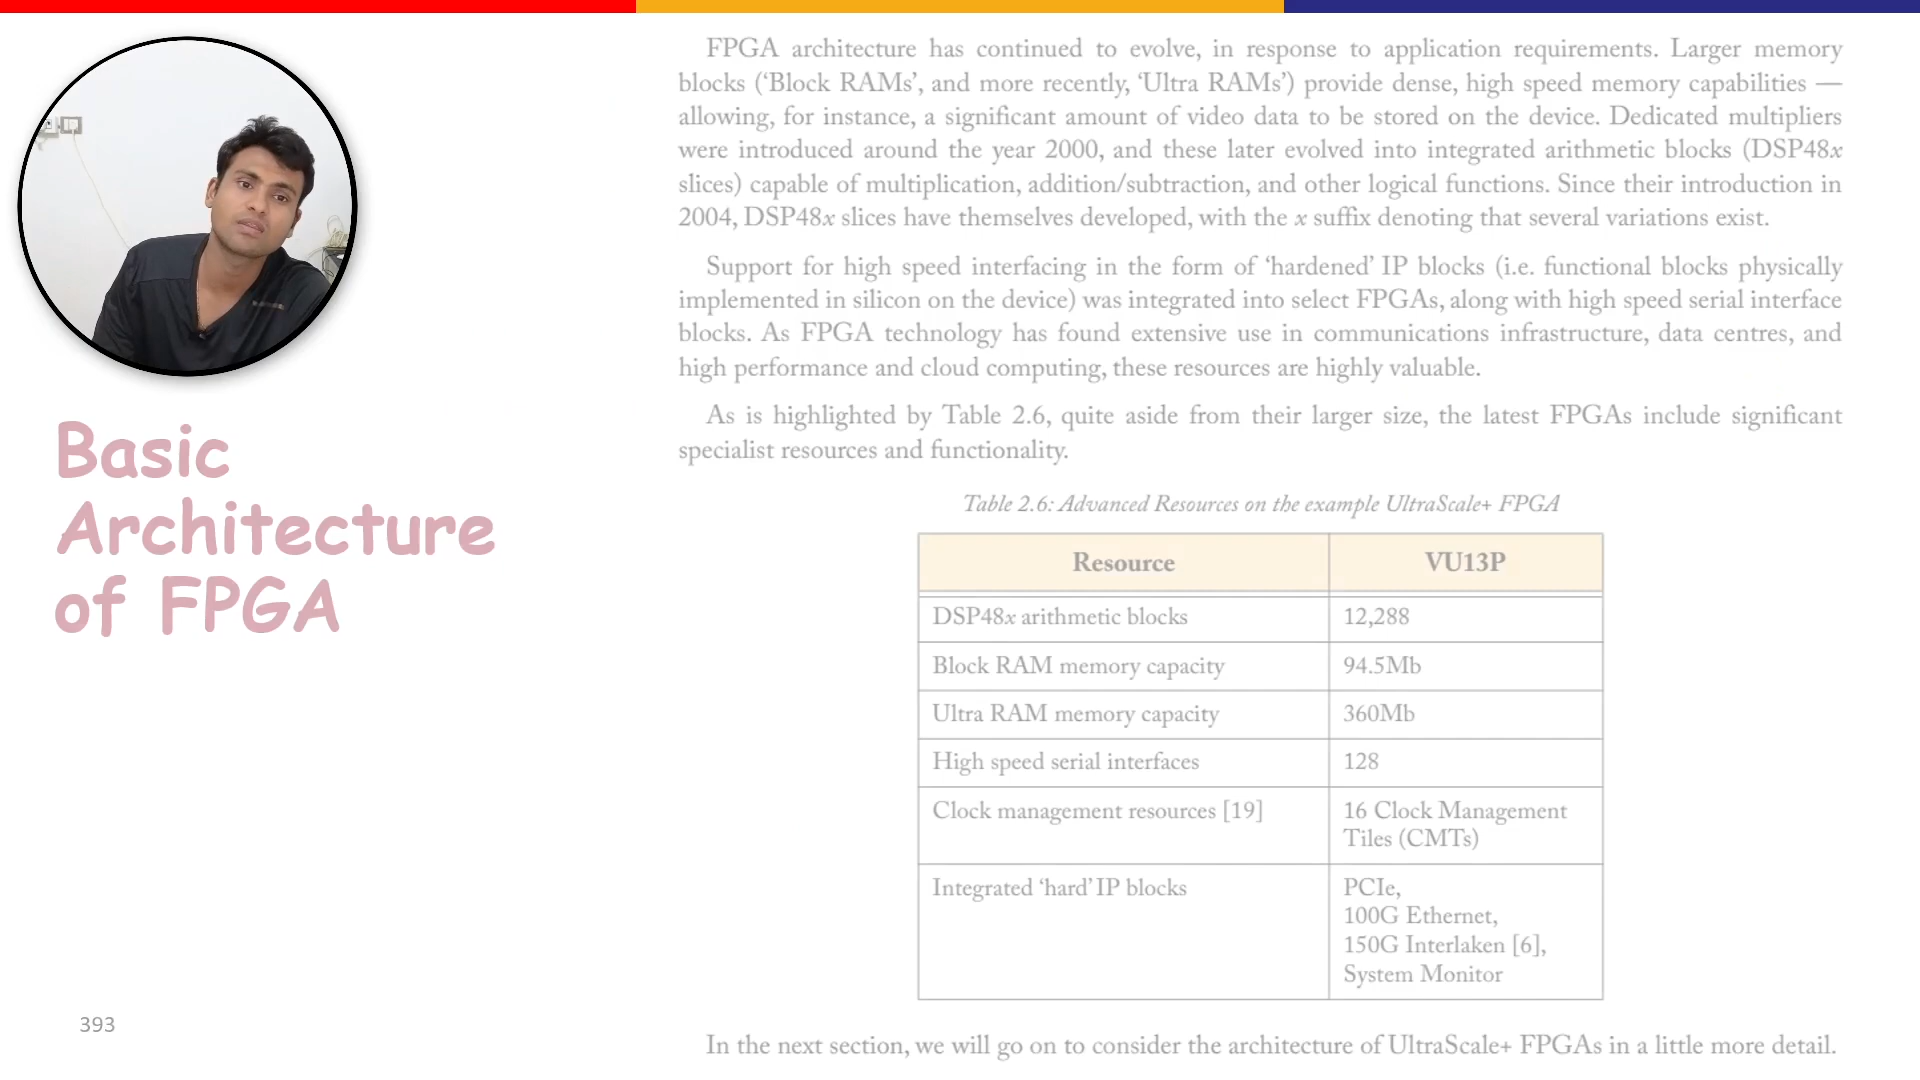 Basic
Architecture
of FPGA
393
FPGA architecture has continued to evolve, in response to application requirements. Larger memory
blocks (‘Block RAMs’, and more recently, ‘Ultra RAMs’) provide dense, high speed memory capabilities —
allowing, for instance, a significant amount of video data to be stored on the device. Dedicated multipliers
were introduced around the year 2000, and these later evolved into integrated arithmetic blocks (DSP48x
slices) capable of multiplication, addition/subtraction, and other logical functions. Since their introduction in
2004, DSP48x slices have themselves developed, with the x suffix denoting that several variations exist.
Support for high speed interfacing in the form of ‘hardened’ IP blocks (i.e. functional blocks physically
implemented in silicon on the device) was integrated into select FPGAs, along with high speed serial interface
blocks. As FPGA technology has found extensive use in communications infrastructure, data centres, and
high performance and cloud computing, these resources are highly valuable.
As is highlighted by Table 2.6, quite aside from their larger size, the latest FPGAs include significant
specialist resources and functionality.
Table 2.6: Advanced Resources on the example UltraScale+ FPGA
Resource VU13P
DSP48x arithmetic blocks 12,288
Block RAM memory capacity 94.5Mb
Ultra RAM memory capacity 360Mb
High speed serial interfaces 128
Clock management resources [19] 16 Clock Management
Tiles (CMTs)
Integrated ‘hard’ IP blocks PCIe,
100G Ethernet,
150G Interlaken [6],
System Monitor
In the next section, we will go on to consider the architecture of UltraScale+ FPGAs in a little more detail.